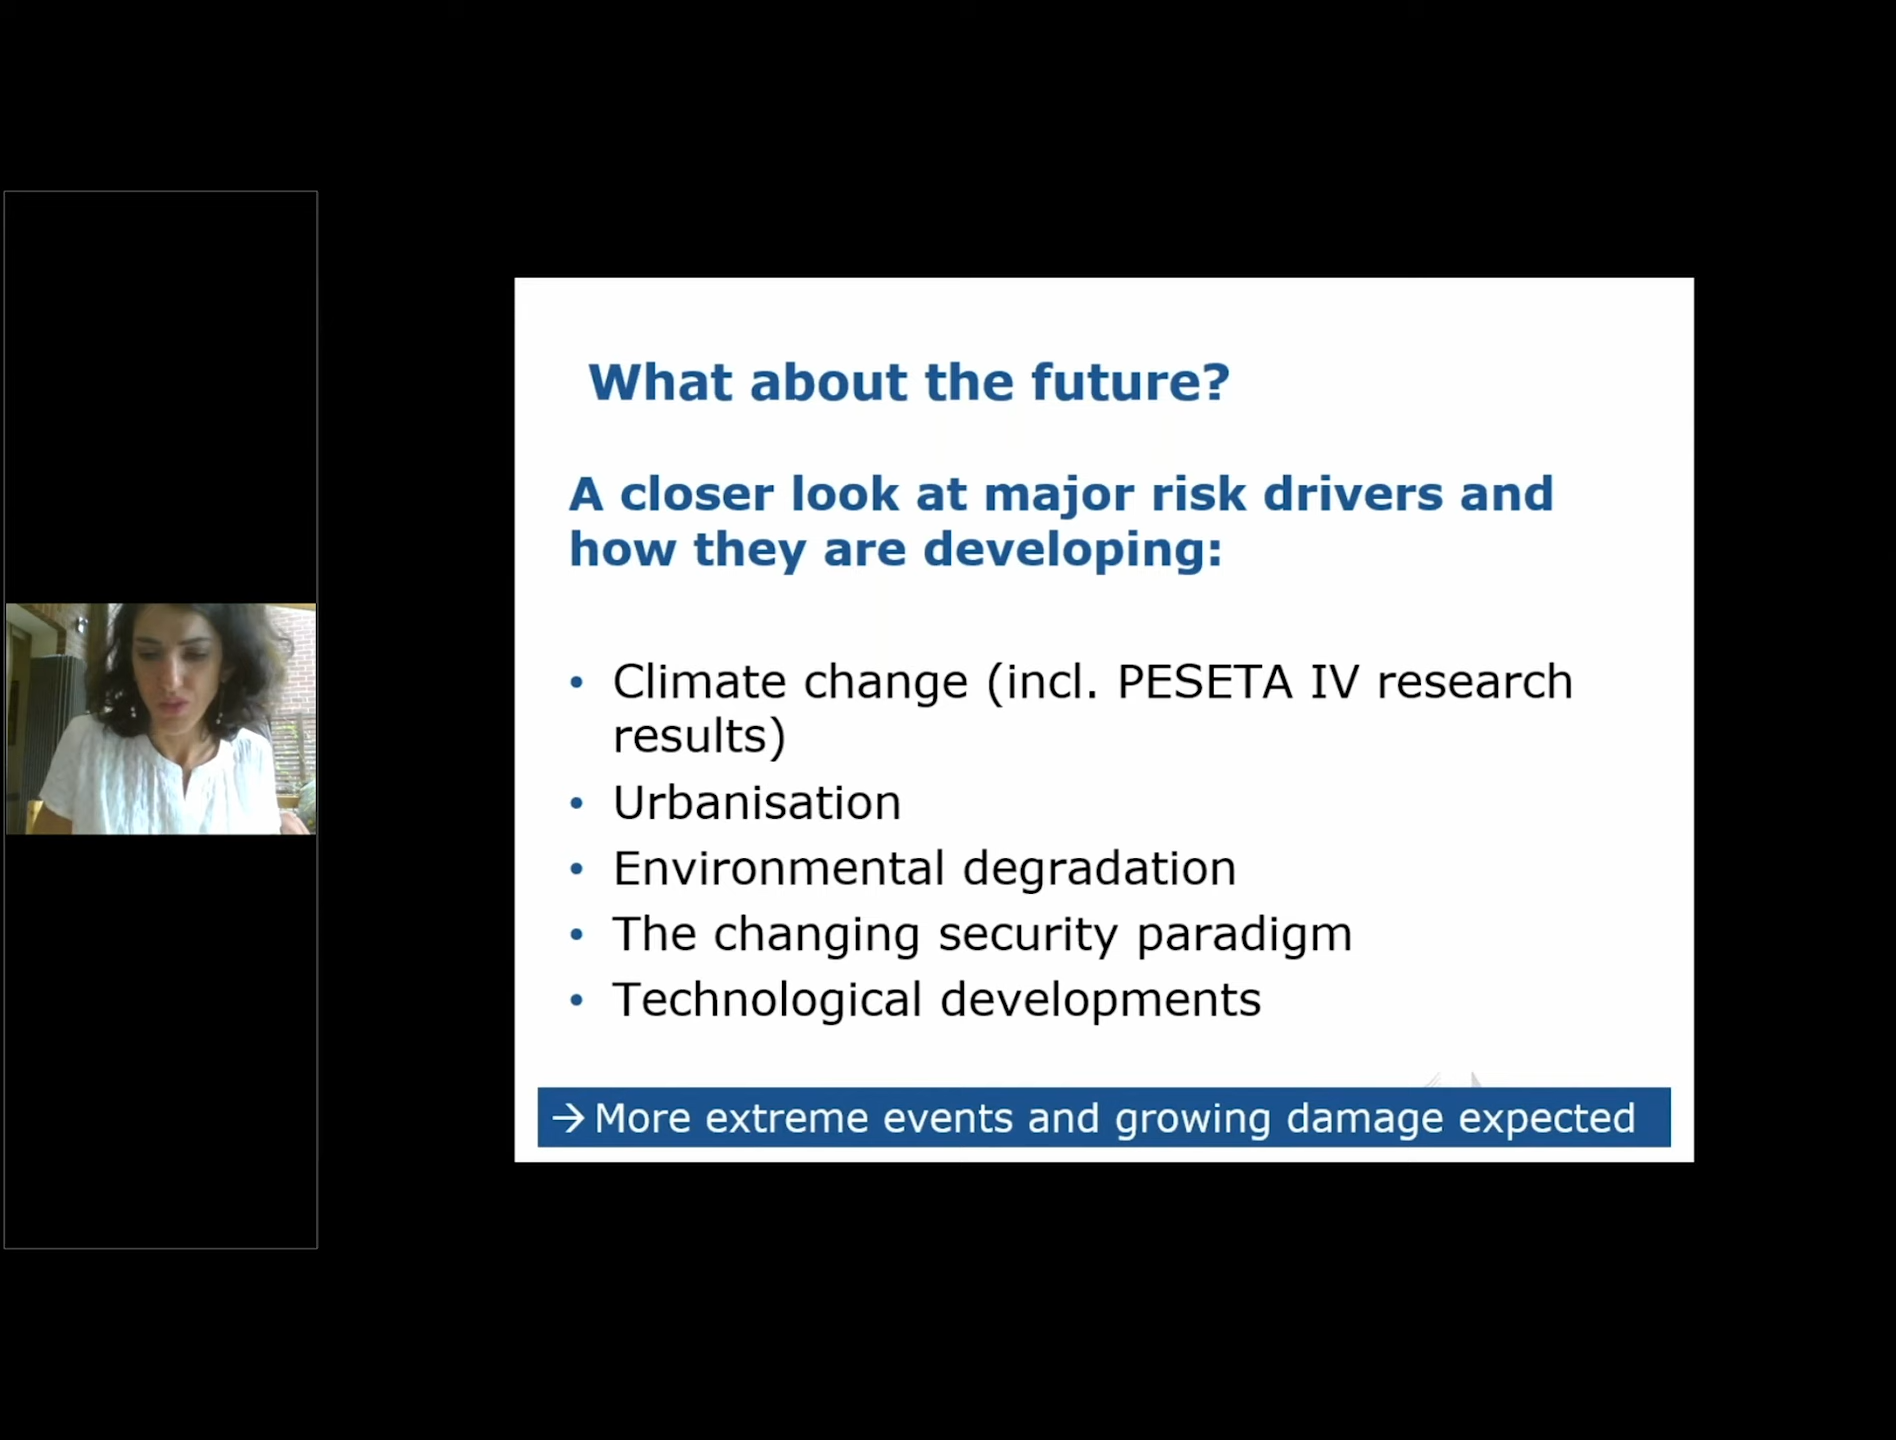 What about the future?
A closer look at major risk drivers and
how they are developing:
• Climate change (incl. PESETA IV research
results)
• Urbanisation
• Environmental degradation
• The changing security paradigm
• Technological developments
→ More extreme events and growing damage expected